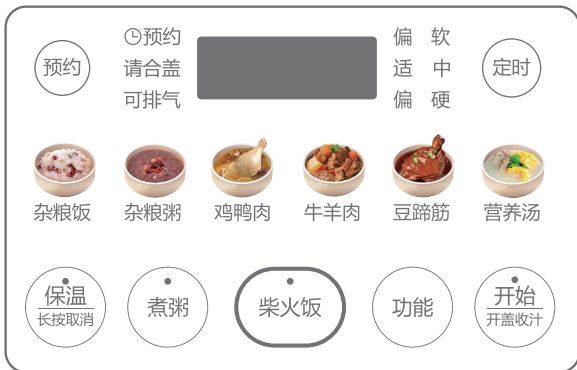 预约
预约
请合盖
可排气
偏 软
适 中
偏 硬
定时
杂粮饭
杂粮粥
鸡鸭肉
牛羊肉
豆蹄筋
营养汤
保温
长按取消
煮粥
柴火饭
功能
开始
开盖收汁